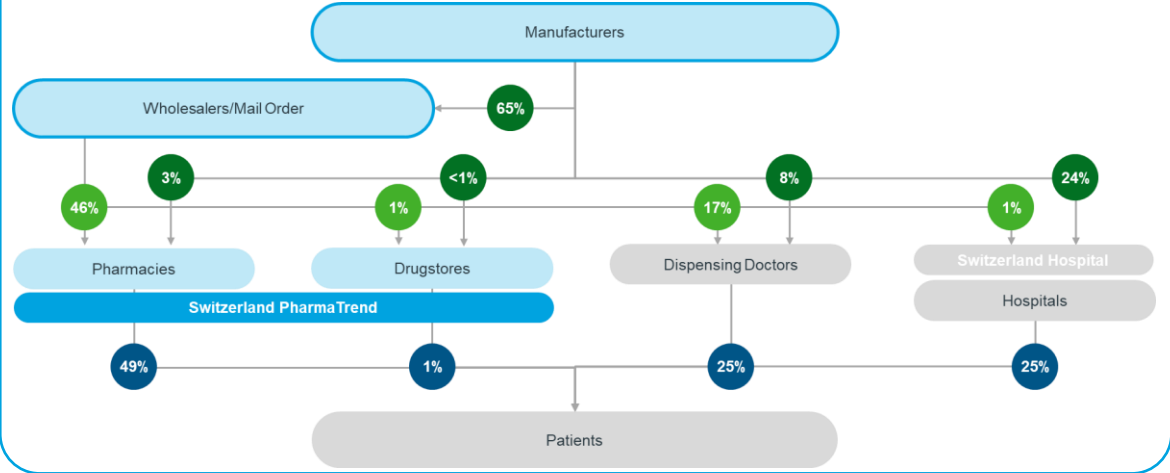 Manufacturers
Wholesalers/Mail Order
65%
3%
<1%
8%
24%
46%
1%
17%
1%
Pharmacies
Drugstores
Dispensing Doctors
Switzerland Hospital
Hospitals
Switzerland PharmaTrend
49%
1%
25%
25%
Patients